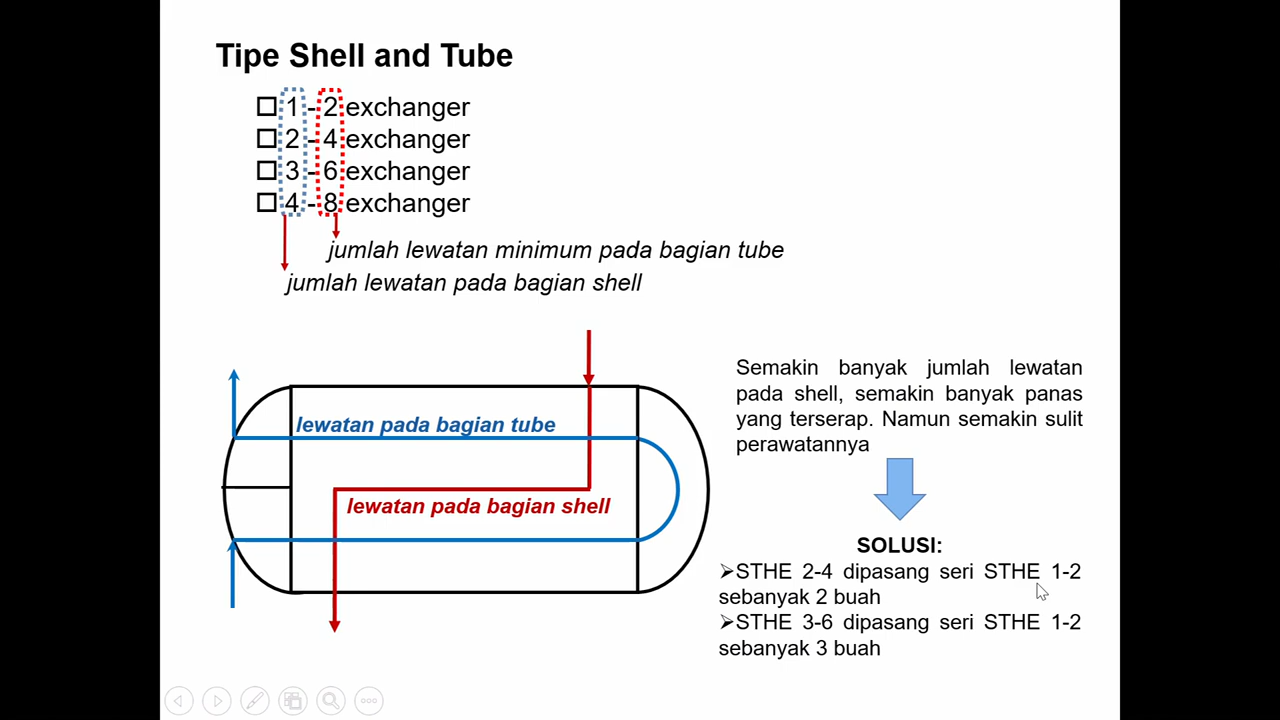 Tipe Shell and Tube
☐ 1 - 2 exchanger
☐ 2 - 4 exchanger
☐ 3 - 6 exchanger
☐ 4 - 8 exchanger
jumlah lewatan minimum pada bagian tube
jumlah lewatan pada bagian shell
lewatan pada bagian tube
lewatan pada bagian shell
Semakin banyak jumlah lewatan
pada shell, semakin banyak panas
yang terserap. Namun semakin sulit
perawatannya
SOLUSI:
➢STHE 2-4 dipasang seri STHE 1-2
sebanyak 2 buah
➢STHE 3-6 dipasang seri STHE 1-2
sebanyak 3 buah